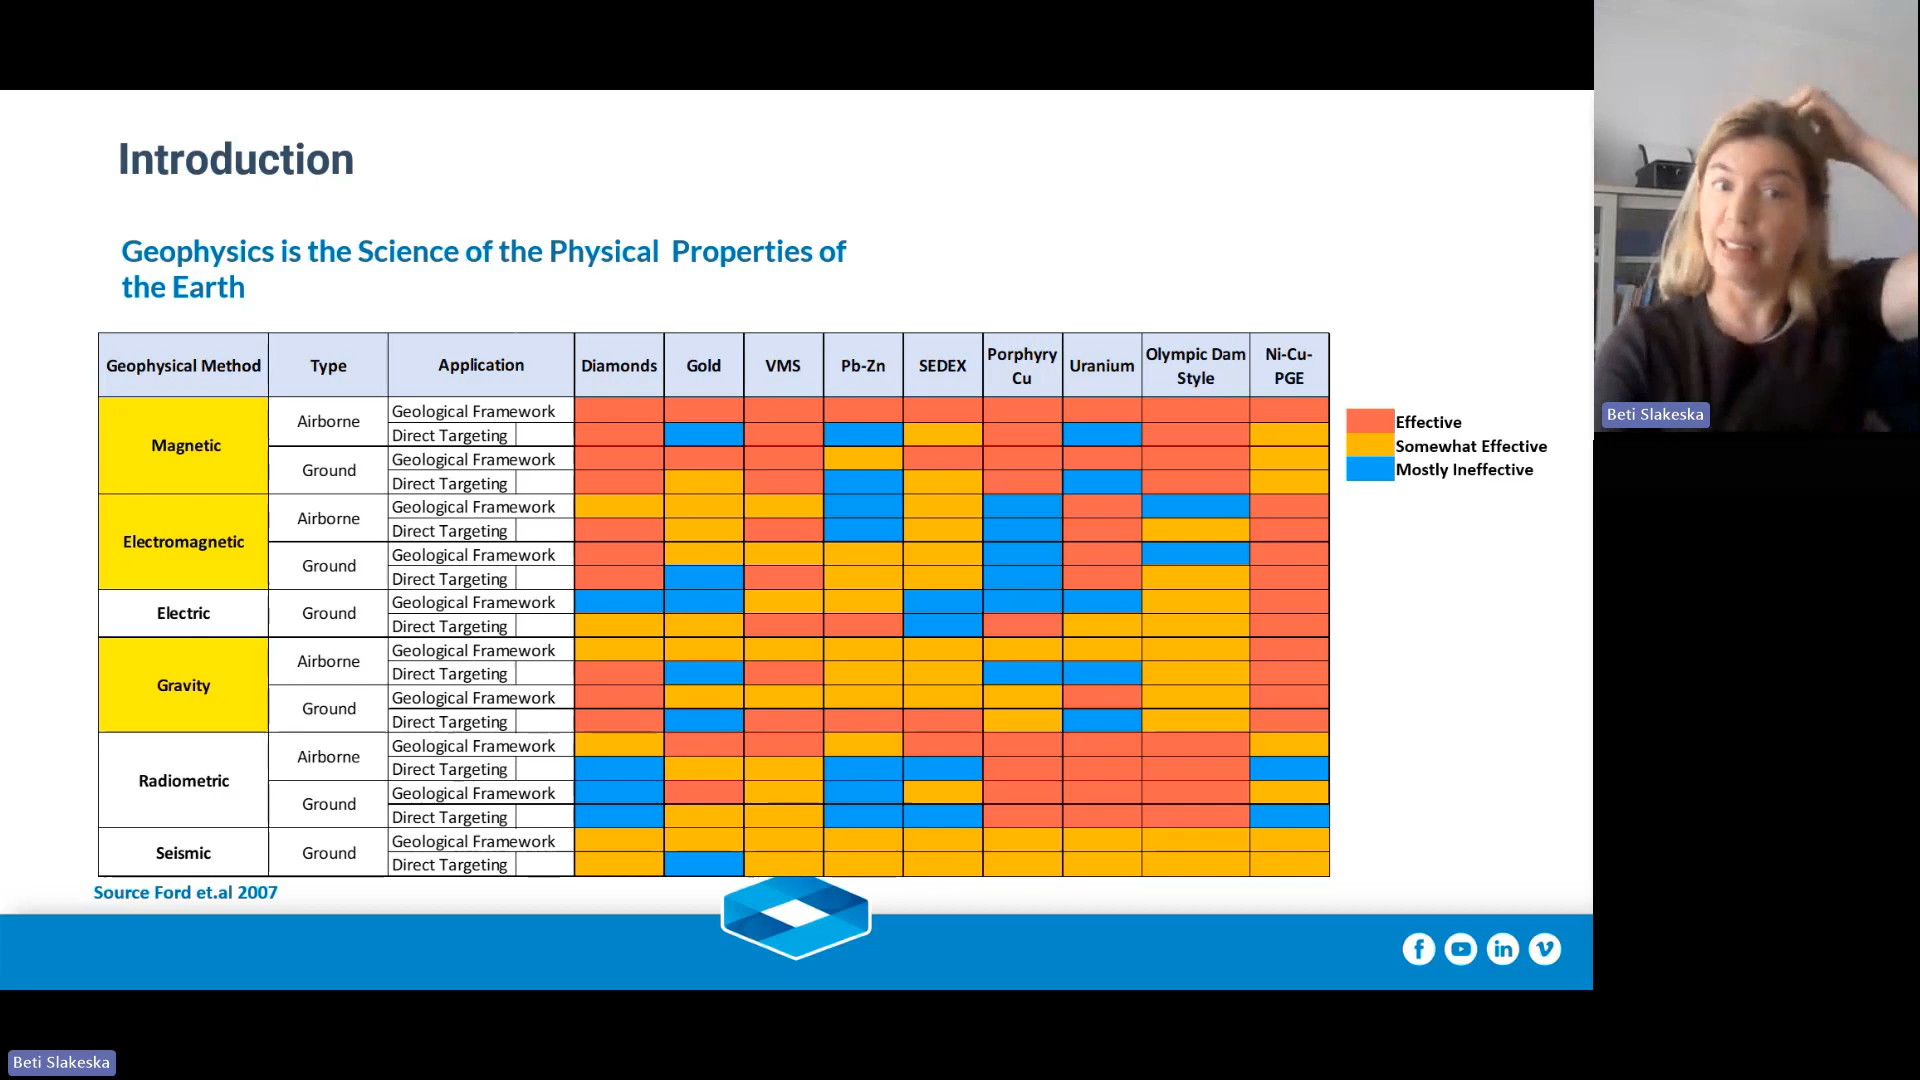 Introduction
Geophysics is the Science of the Physical Properties of
the Earth
Geophysical Method Type Application Diamonds Gold VMS Pb-Zn SEDEX Porphyry Cu Uranium Olympic Dam Style Ni-Cu-PGE
Magnetic
Airborne
Geological Framework
Direct Targeting
Ground
Geological Framework
Direct Targeting
Electromagnetic
Airborne
Geological Framework
Direct Targeting
Ground
Geological Framework
Direct Targeting
Electric
Ground
Geological Framework
Direct Targeting
Gravity
Airborne
Geological Framework
Direct Targeting
Ground
Geological Framework
Direct Targeting
Radiometric
Airborne
Geological Framework
Direct Targeting
Ground
Geological Framework
Direct Targeting
Seismic
Ground
Geological Framework
Direct Targeting
Effective
Somewhat Effective
Mostly Ineffective
Source Ford et.al 2007
Beti Slakeska
Beti Slakeska